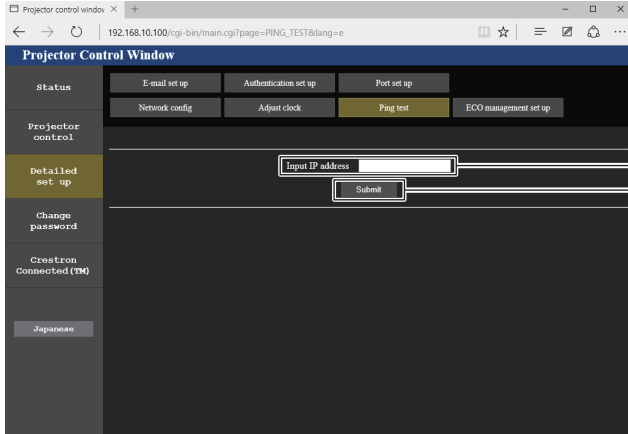 Projector control window
192.168.10.100/cgi-bin/main.cgi?page=PING_TEST&lang=e
Projector Control Window
Status
E-mail set up
Authentication set up
Port set up
Network config
Adjust clock
Ping test
ECO management set up
Projector
control
Detailed
set up
Input IP address
Submit
Change
password
Crestron
Connected(TM)
Japanese